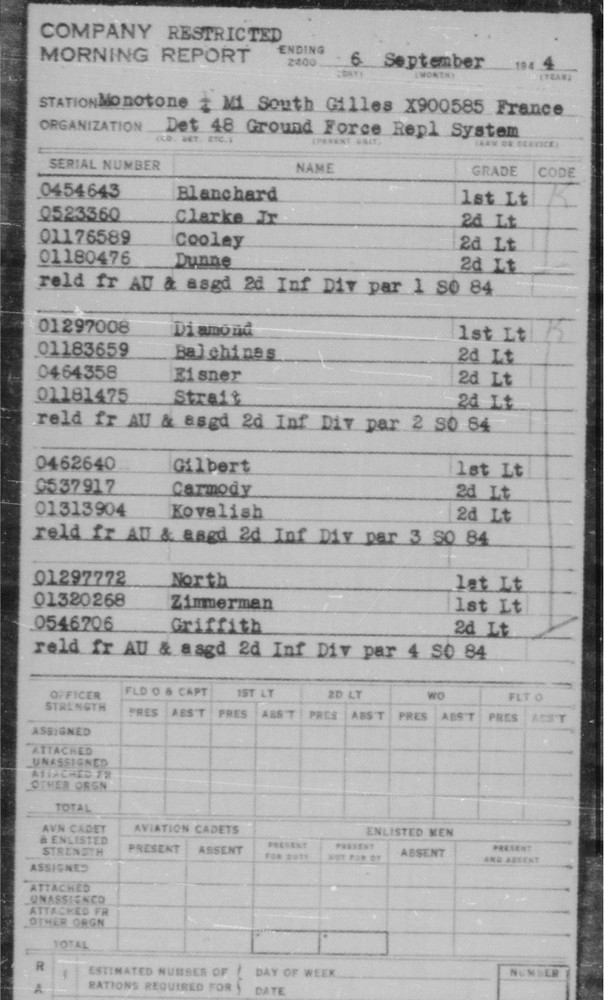 COMPANY RESTRICTED
MORNING REPORT ENDING 2400 6 September 194 4
(DAY) (MONTH) (YEAR)
STATION Monotone ½ Mi South Gilles X900585 France
ORGANIZATION Det 48 Ground Force Repl System
(CO. DET. ETC.) (PARENT UNIT) (ARM OR SERVICE)
SERIAL NUMBER NAME GRADE CODE
0454643 Blanchard 1st Lt K
0523360 Clarke Jr 2d Lt
01176589 Cooley 2d Lt
01180476 Dunne 2d Lt
reld fr AU & asgd 2d Inf Div par 1 SO 84
01297008 Diamond 1st Lt K
01183659 Balchines 2d Lt
0464358 Eisner 2d Lt
01181475 Strait 2d Lt
reld fr AU & asgd 2d Inf Div par 2 SO 84
0462640 Gilbert 1st Lt
0537917 Carmody 2d Lt
01313904 Kovalish 2d Lt
reld fr AU & asgd 2d Inf Div par 3 SO 84
01297772 North 1st Lt
01320268 Zimmerman 1st Lt
0546706 Griffith 2d Lt
reld fr AU & asgd 2d Inf Div par 4 SO 84
OFFICER STRENGTH FLD O & CAPT 1ST LT 2D LT WO FLT O
PRES ABS'T PRES ABS'T PRES ABS'T PRES ABS'T PRES ABS'T
ASSIGNED
ATTACHED
UNASSIGNED
ATTACHED FR
OTHER ORGN
TOTAL
AVN CADET & ENLISTED STRENGTH AVIATION CADETS ENLISTED MEN
PRESENT ABSENT PRESENT FOR DUTY PRESENT NOT FOR DY ABSENT PRESENT AND ABSENT
ASSIGNED
ATTACHED
UNASSIGNED
ATTACHED FR
OTHER ORGN
TOTAL
R ESTIMATED NUMBER OF DAY OF WEEK NUMBER
A RATIONS REQUIRED FOR DATE